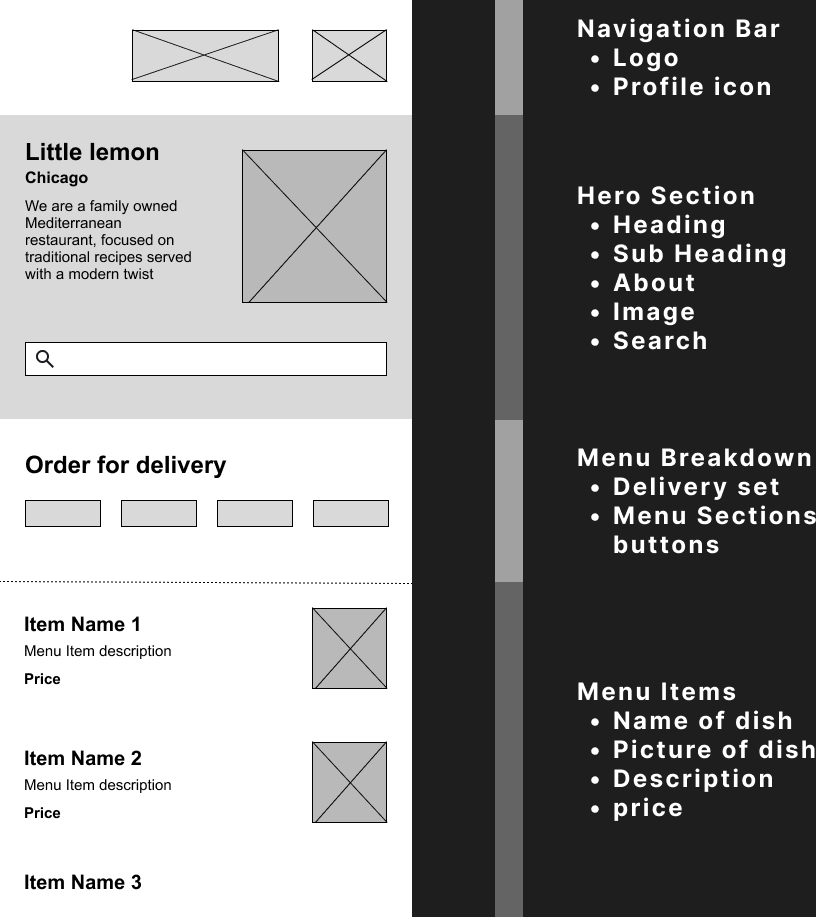 Little lemon
Chicago
We are a family owned
Mediterranean
restaurant, focused on
traditional recipes served
with a modern twist
Order for delivery
Item Name 1
Menu Item description
Price
Item Name 2
Menu Item description
Price
Item Name 3
Navigation Bar
• Logo
• Profile icon
Hero Section
• Heading
• Sub Heading
• About
• Image
• Search
Menu Breakdown
• Delivery set
• Menu Sections
buttons
Menu Items
• Name of dish
• Picture of dish
• Description
• price